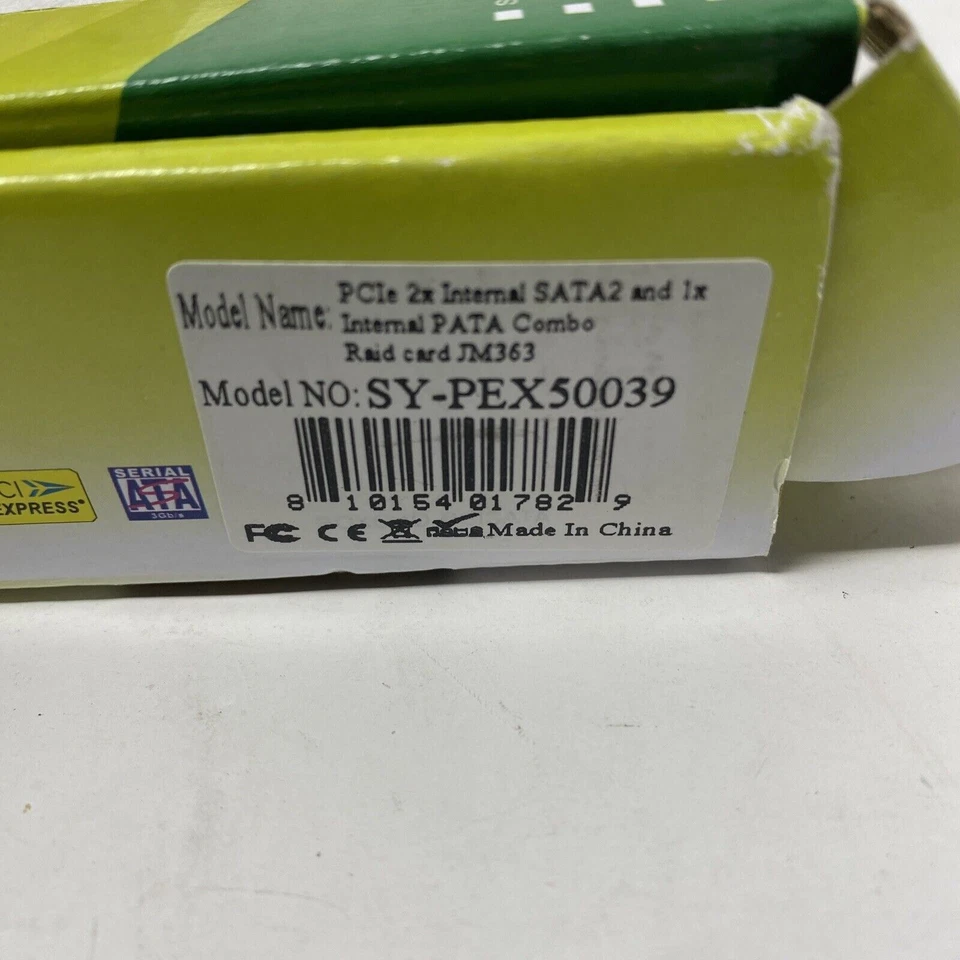 Model Name: PCIe 2x Internal SATA2 and 1x
Internal PATA Combo
Raid card JM363
Model NO: SY-PEX50039
8 10154 01782 9
FC CE Made In China
CI
EXPRESS®
SERIAL
ATA
3Gb/s